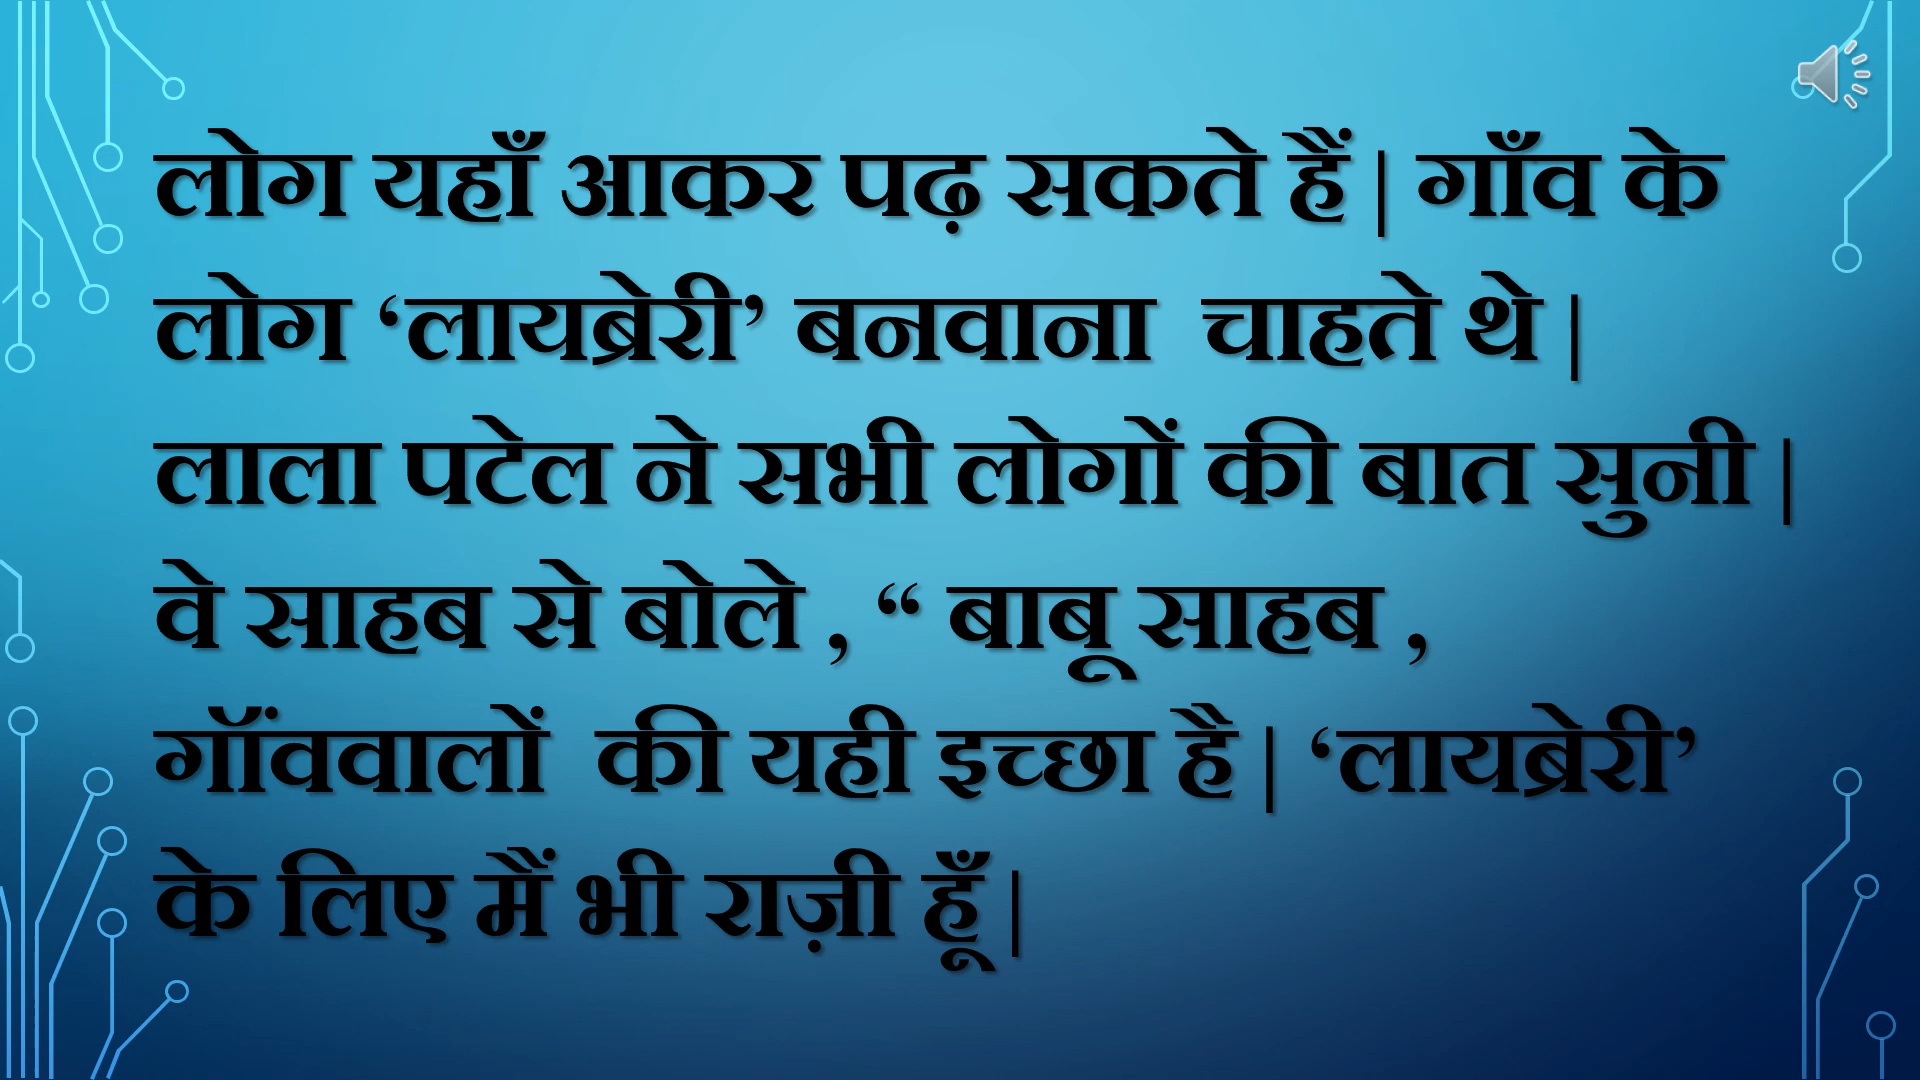 लोग यहाँ आकर पढ़ सकते हैं | गाँव के
लोग ‘लायब्रेरी’ बनवाना  चाहते थे |
लाला पटेल ने सभी लोगों की बात सुनी |
वे साहब से बोले , “ बाबू साहब ,
गॉंववालों  की यही इच्छा है | ‘लायब्रेरी’
के लिए मैं भी राज़ी हूँ |